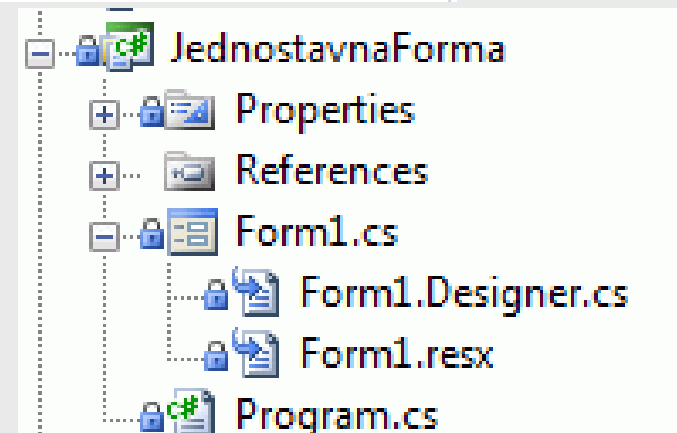 JednostavnaForma
Properties
References
Form1.cs
Form1.Designer.cs
Form1.resx
Program.cs